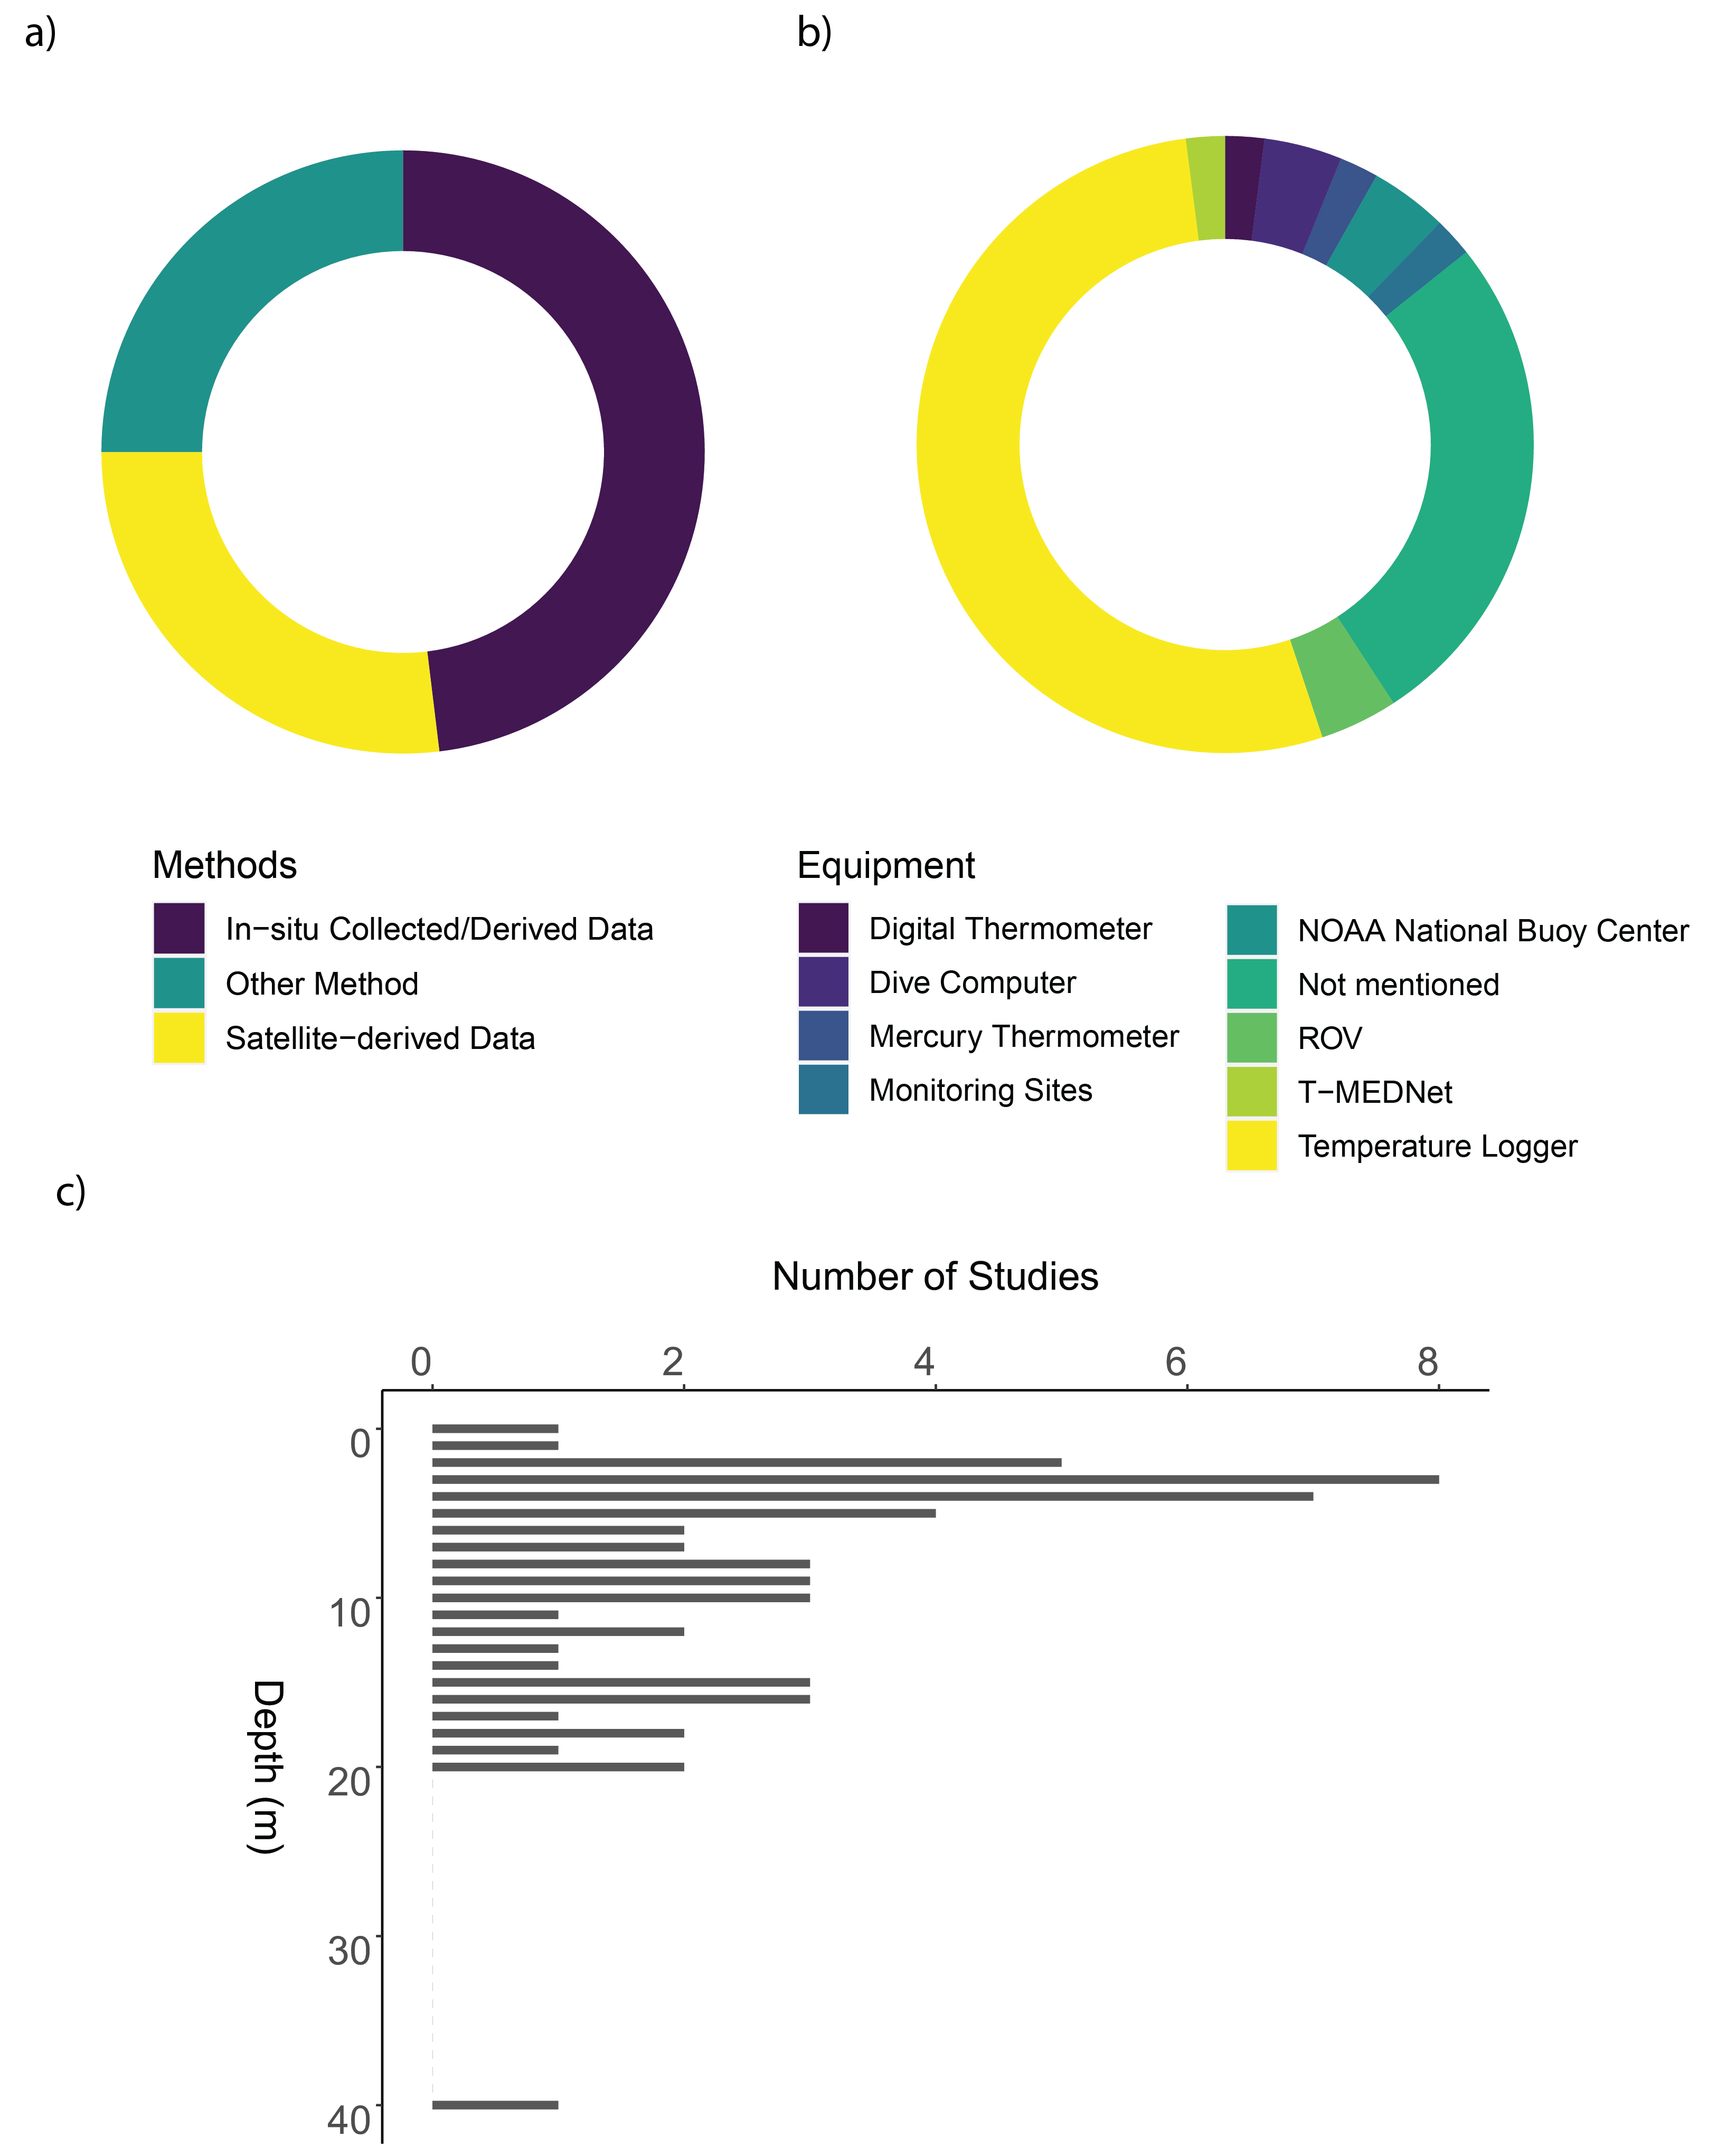 a)
b)
Methods
In−situ Collected/Derived Data
Other Method
Satellite−derived Data
Equipment
Digital Thermometer
Dive Computer
Mercury Thermometer
Monitoring Sites
NOAA National Buoy Center
Not mentioned
ROV
T−MEDNet
Temperature Logger
c)
Number of Studies
0 2 4 6 8
0
10
20
30
40
Depth (m)